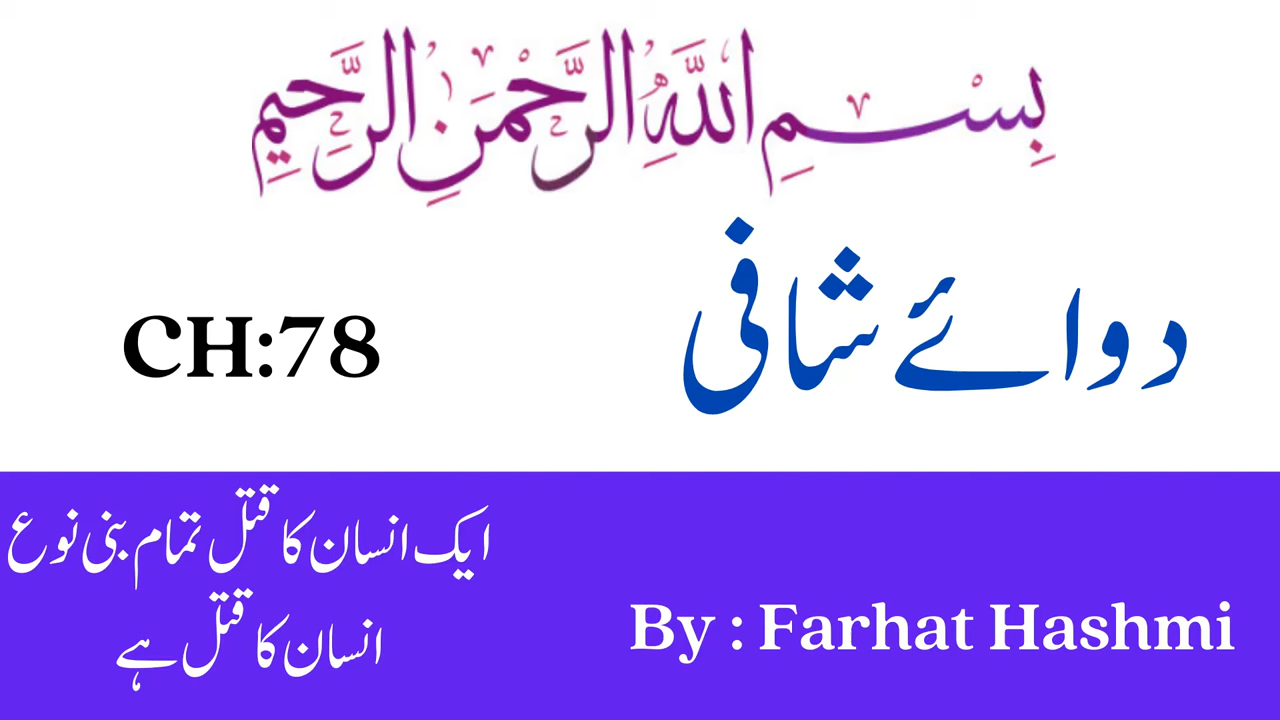 بِسْمِ اللَّهِ الرَّحْمَنِ الرَّحِيمِ
دوائے شافی
CH:78
ایک انسان کا قتل تمام بنی نوع
انسان کا قتل ہے
By : Farhat Hashmi